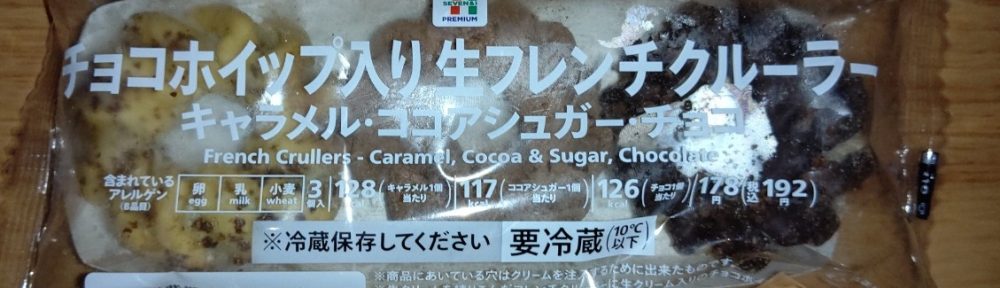 SEVEN&i
PREMIUM
チョコホイップ入り生フレンチクルーラー
キャラメル・ココアシュガー・チョコ
French Crullers - Caramel, Cocoa & Sugar, Chocolate
含まれている アレルゲン (8品目) 卵 egg 乳 milk 小麦 wheat 3個入 128 kcal (キャラメル1個当たり) 117 kcal (ココアシュガー1個当たり) 126 kcal (チョコ1個当たり) 178円 (税込192円)
※冷蔵保存してください 要冷蔵(10℃以下)
※商品にあいている穴はクリームを注入するために出来たものです。